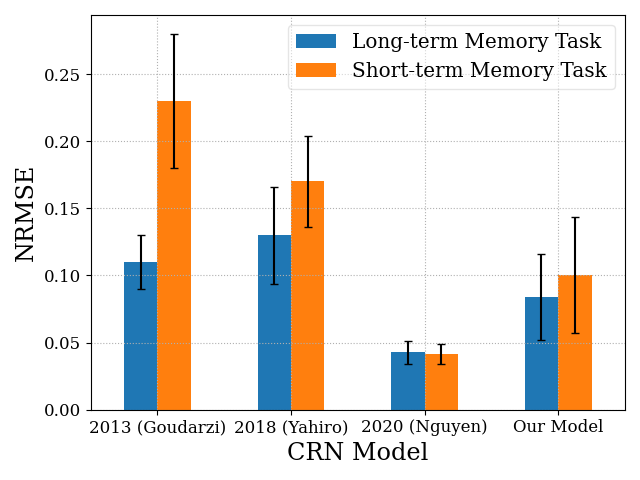 Long-term Memory Task
Short-term Memory Task
NRMSE
0.25
0.20
0.15
0.10
0.05
0.00
2013 (Goudarzi) 2018 (Yahiro) 2020 (Nguyen) Our Model
CRN Model